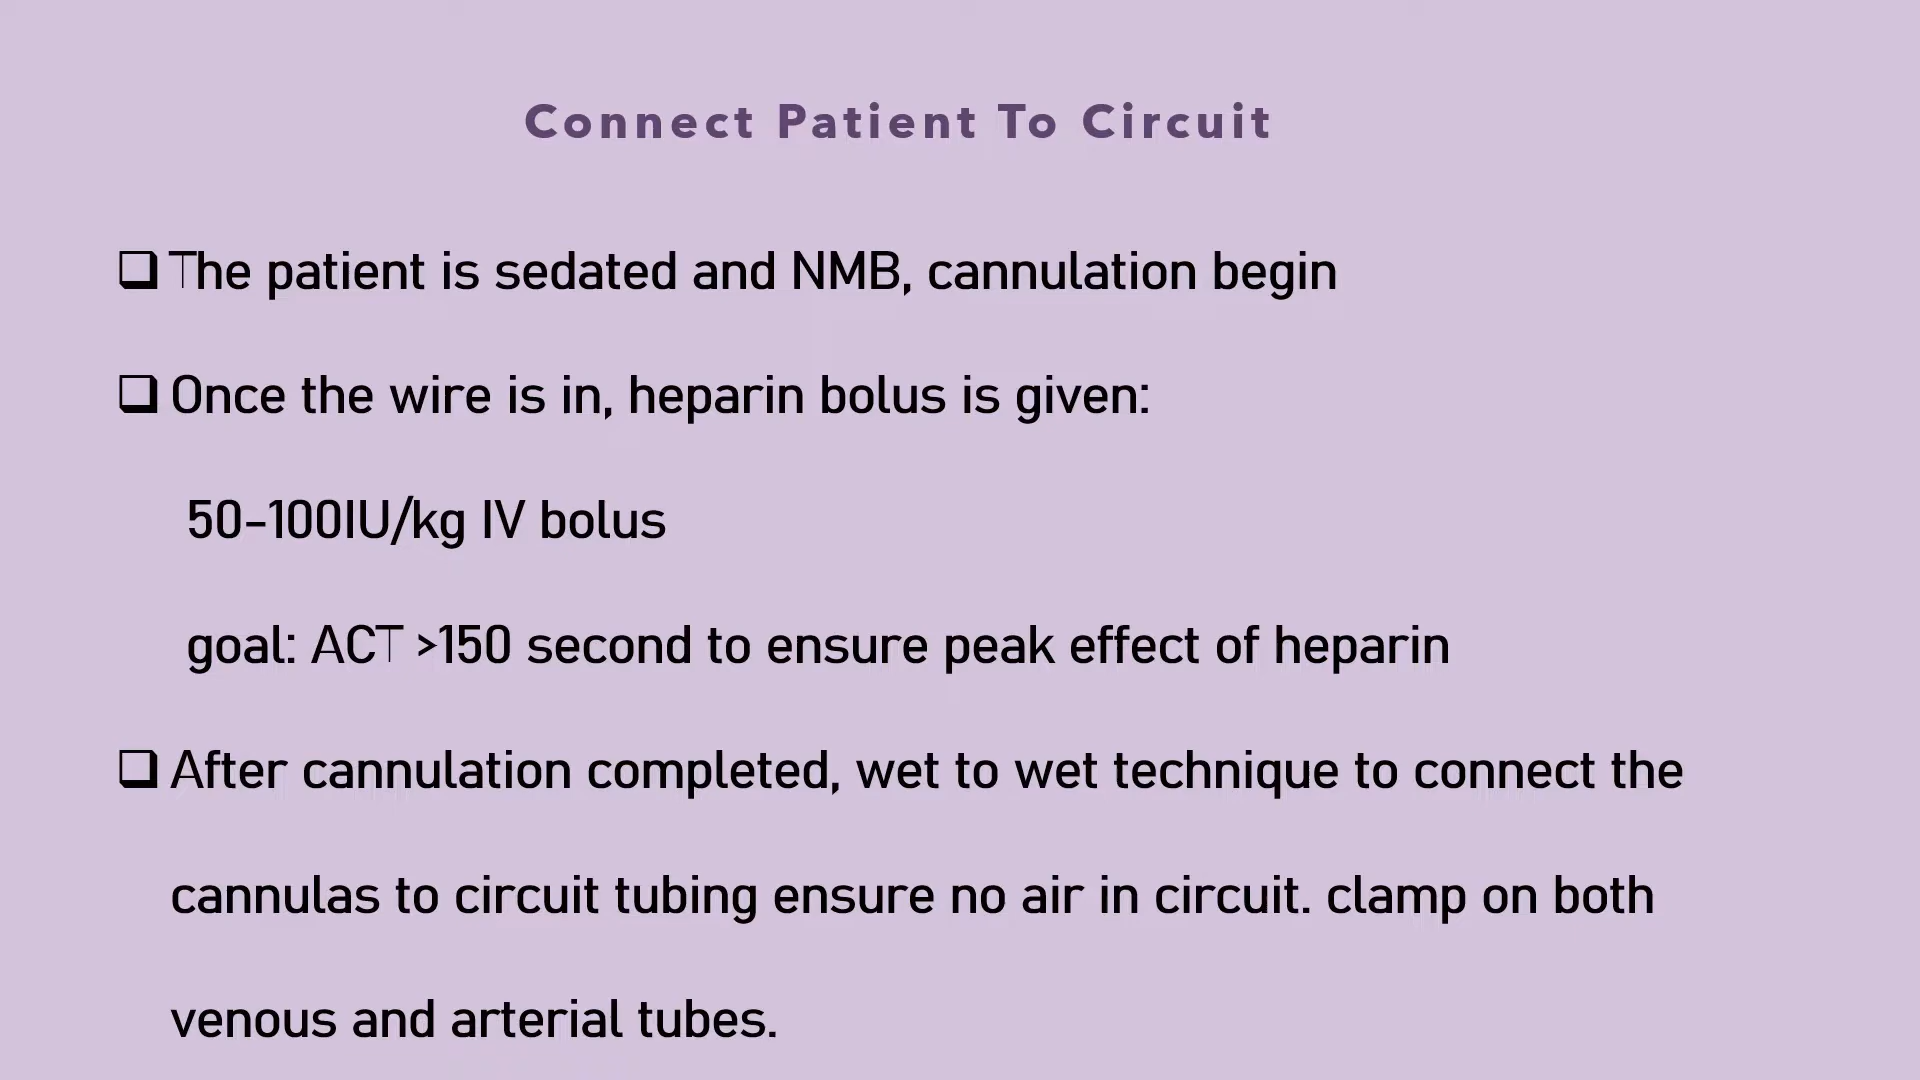 Connect Patient To Circuit
❑ The patient is sedated and NMB, cannulation begin
❑ Once the wire is in, heparin bolus is given:
50-100IU/kg IV bolus
goal: ACT >150 second to ensure peak effect of heparin
❑ After cannulation completed, wet to wet technique to connect the
cannulas to circuit tubing ensure no air in circuit. clamp on both
venous and arterial tubes.